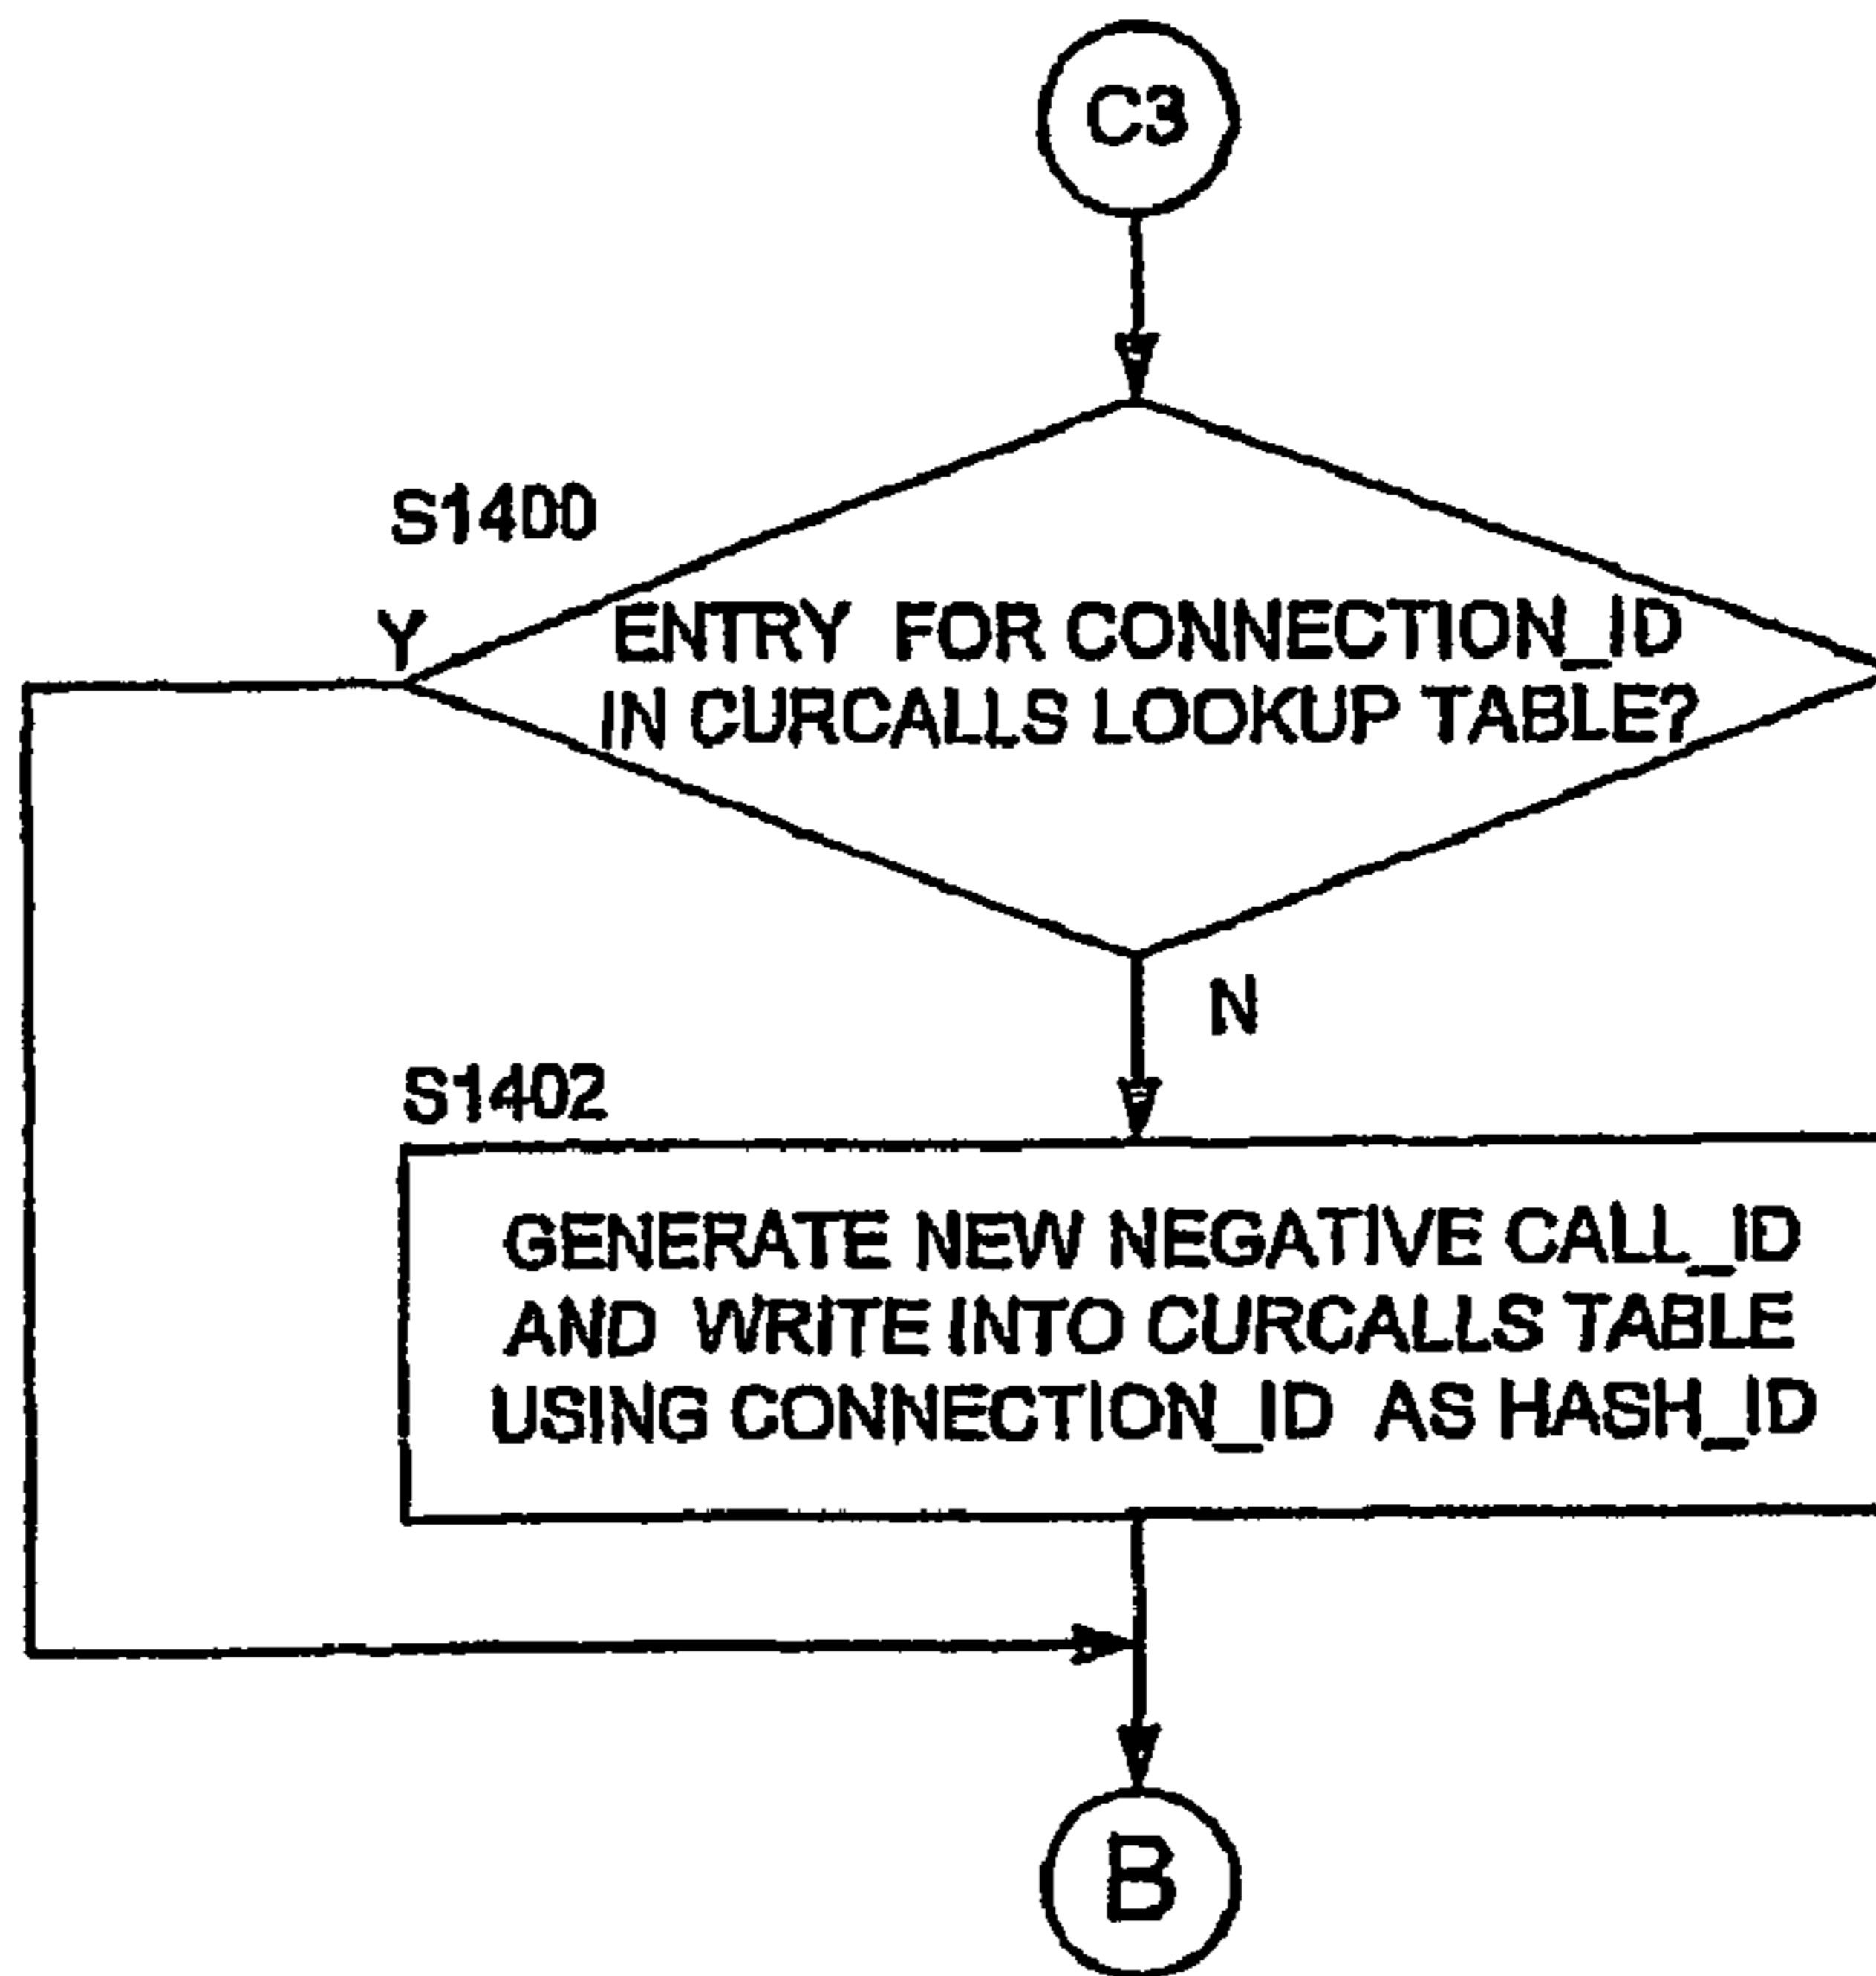 C3
S1400
Y
ENTRY FOR CONNECTION_ID
IN CURCALLS LOOKUP TABLE?
N
S1402
GENERATE NEW NEGATIVE CALL_ID
AND WRITE INTO CURCALLS TABLE
USING CONNECTION_ID AS HASH_ID
B